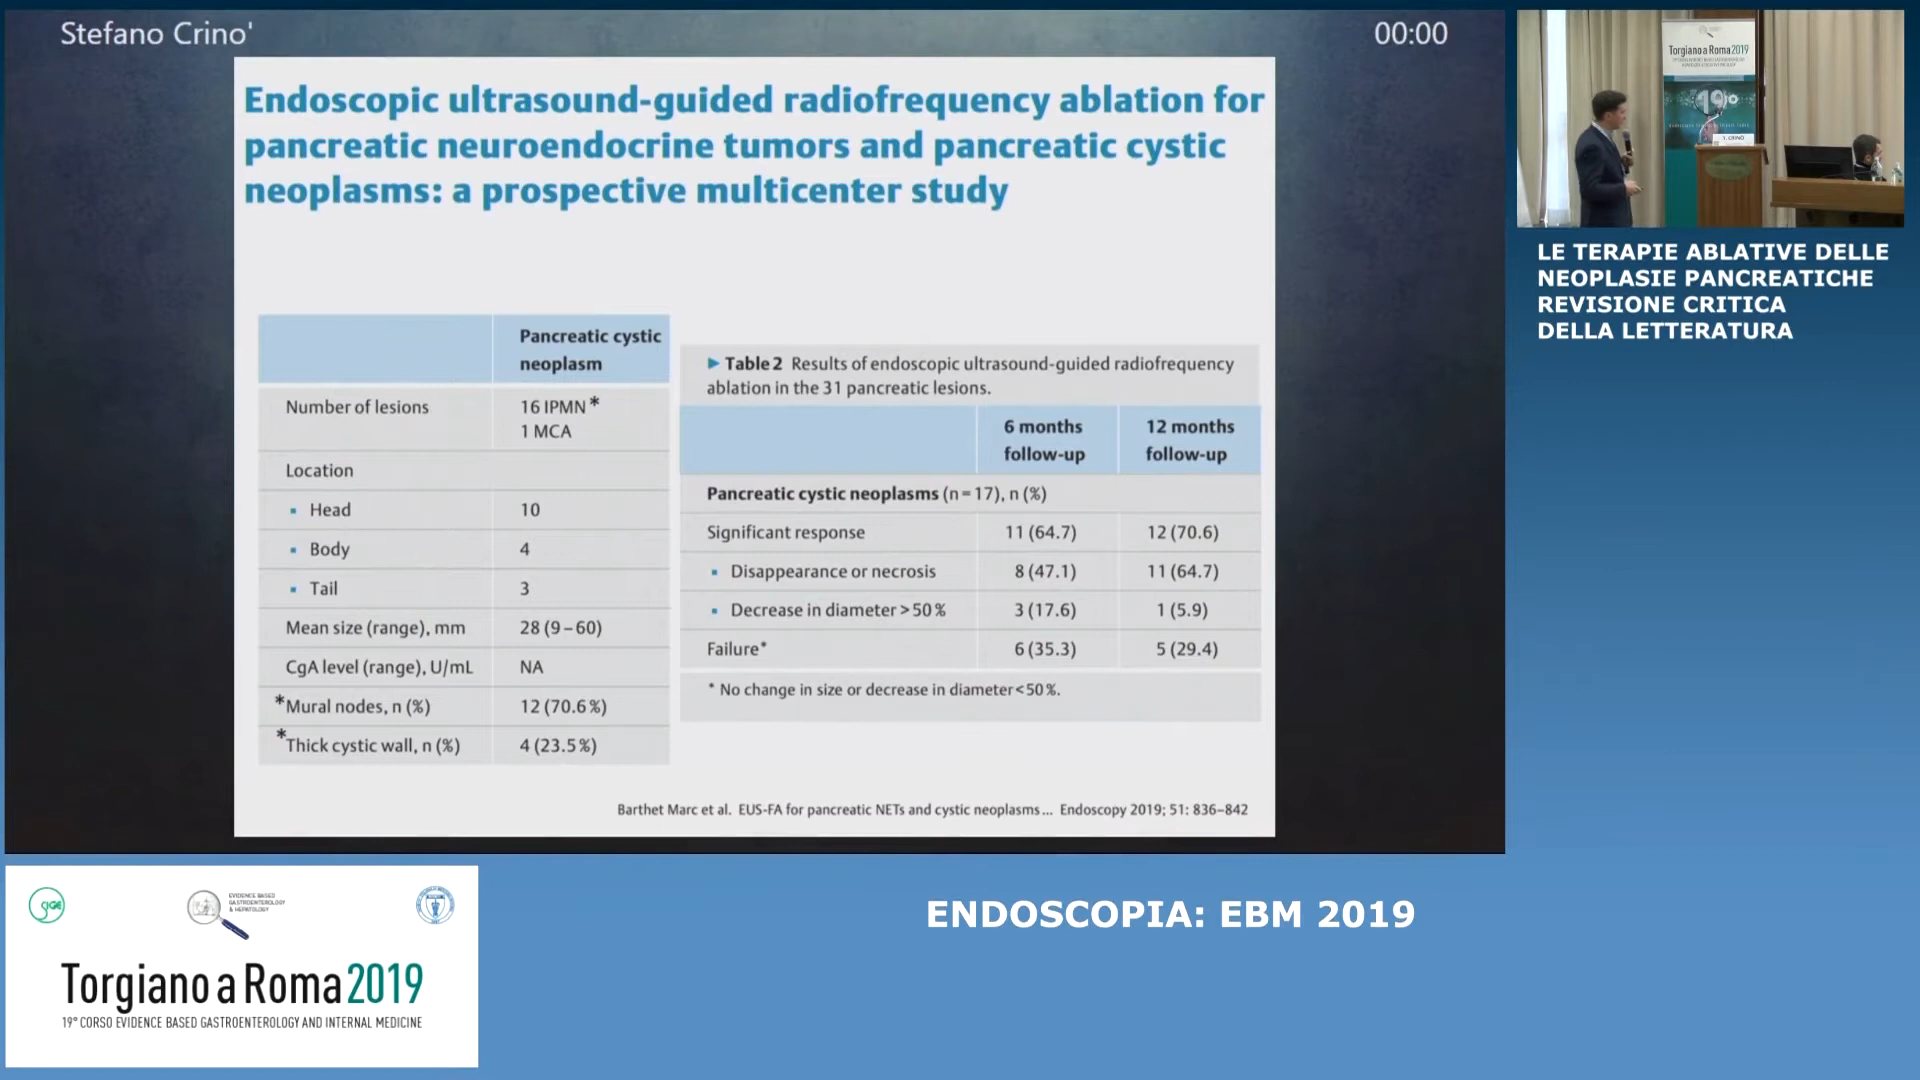 Stefano Crino'
00:00
Endoscopic ultrasound-guided radiofrequency ablation for
pancreatic neuroendocrine tumors and pancreatic cystic
neoplasms: a prospective multicenter study
Pancreatic cystic
neoplasm
Number of lesions
16 IPMN*
1 MCA
Location
▪ Head 10
▪ Body 4
▪ Tail 3
Mean size (range), mm 28 (9–60)
CgA level (range), U/mL NA
*Mural nodes, n (%) 12 (70.6%)
*Thick cystic wall, n (%) 4 (23.5%)
► Table 2 Results of endoscopic ultrasound-guided radiofrequency
ablation in the 31 pancreatic lesions.
6 months
follow-up
12 months
follow-up
Pancreatic cystic neoplasms (n=17), n (%)
Significant response 11 (64.7) 12 (70.6)
▪ Disappearance or necrosis 8 (47.1) 11 (64.7)
▪ Decrease in diameter >50% 3 (17.6) 1 (5.9)
Failure* 6 (35.3) 5 (29.4)
* No change in size or decrease in diameter <50%.
Barthet Marc et al. EUS-FA for pancreatic NETs and cystic neoplasms... Endoscopy 2019; 51: 836–842
Torgiano a Roma 2019
19°
S. CRINO
LE TERAPIE ABLATIVE DELLE
NEOPLASIE PANCREATICHE
REVISIONE CRITICA
DELLA LETTERATURA
SIGE
EVIDENCE BASED
GASTROENTEROLOGY
& HEPATOLOGY
Torgiano a Roma 2019
19° CORSO EVIDENCE BASED GASTROENTEROLOGY AND INTERNAL MEDICINE
ENDOSCOPIA: EBM 2019